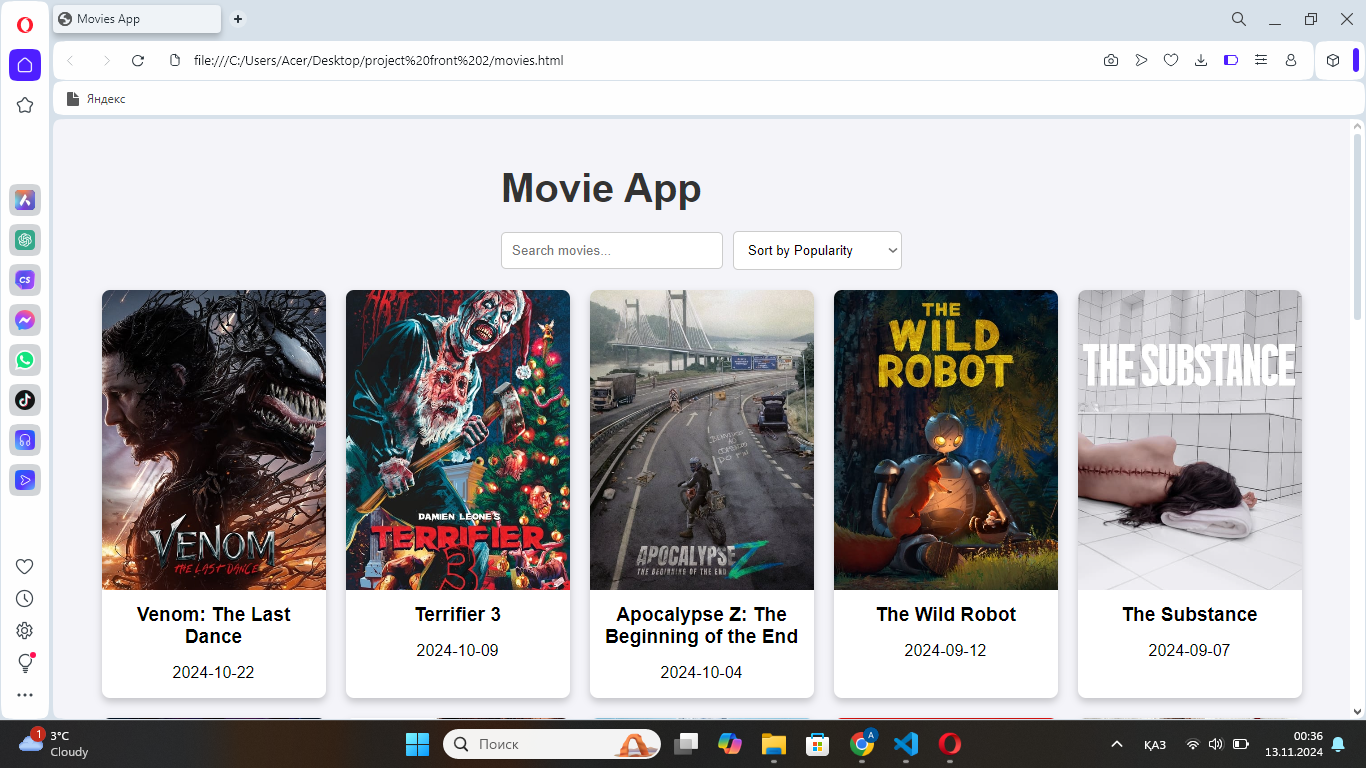 Movies App
file:///C:/Users/Acer/Desktop/project%20front%202/movies.html
Яндекс
Movie App
Search movies...
Sort by Popularity
VENOM
THE LAST DANCE
DAMIEN LEONE'S
TERRIFIER
3
APOCALYPSE Z
THE BEGINNING OF THE END
THE
WILD
ROBOT
THE SUBSTANCE
Venom: The Last
Dance
2024-10-22
Terrifier 3
2024-10-09
Apocalypse Z: The
Beginning of the End
2024-10-04
The Wild Robot
2024-09-12
The Substance
2024-09-07
CS
1
3°C
Cloudy
Поиск
A
ҚАЗ
00:36
13.11.2024